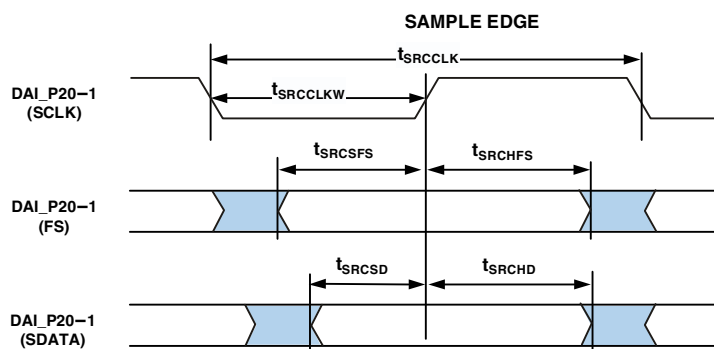 SAMPLE EDGE
tSRCCLK
DAI_P20–1
(SCLK)
tSRCCLKW
tSRCSFS
tSRCHFS
DAI_P20–1
(FS)
tSRCSD
tSRCHD
DAI_P20–1
(SDATA)